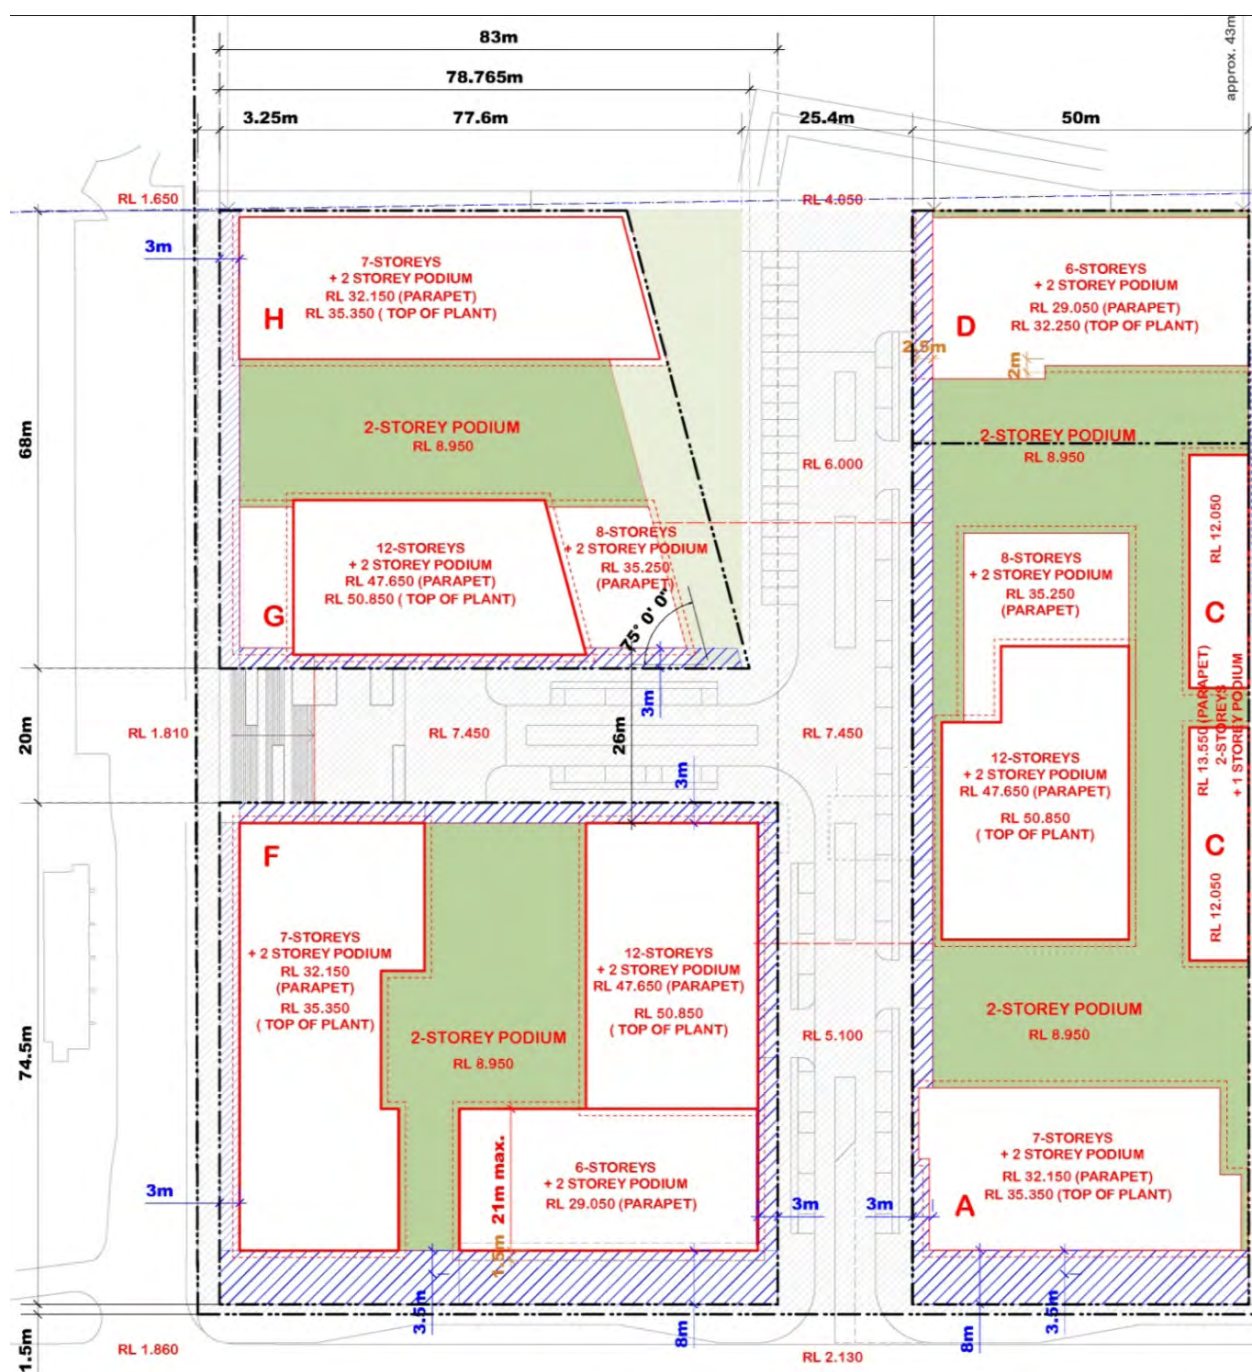 83m
78.765m
3.25m
77.6m
25.4m
50m
approx. 43m
RL 1.650
RL 4.050
3m
7-STOREYS
+ 2 STOREY PODIUM
RL 32.150 (PARAPET)
RL 35.350 ( TOP OF PLANT)
H
6-STOREYS
+ 2 STOREY PODIUM
RL 29.050 (PARAPET)
RL 32.250 (TOP OF PLANT)
D
2.5m
2m
68m
2-STOREY PODIUM
RL 8.950
2-STOREY PODIUM
RL 8.950
RL 6.000
RL 12.050
12-STOREYS
+ 2 STOREY PODIUM
RL 47.650 (PARAPET)
RL 50.850 ( TOP OF PLANT)
G
8-STOREYS
+ 2 STOREY PODIUM
RL 35.250
(PARAPET)
8-STOREYS
+ 2 STOREY PODIUM
RL 35.250
(PARAPET)
C
75° 0' 0"
3m
RL 13.550 (PARAPET)
2-STOREYS
+ 1 STOREY PODIUM
20m
RL 1.810
RL 7.450
26m
RL 7.450
3m
12-STOREYS
+ 2 STOREY PODIUM
RL 47.650 (PARAPET)
RL 50.850
( TOP OF PLANT)
C
RL 12.050
F
7-STOREYS
+ 2 STOREY PODIUM
RL 32.150
(PARAPET)
RL 35.350
( TOP OF PLANT)
12-STOREYS
+ 2 STOREY PODIUM
RL 47.650 (PARAPET)
RL 50.850
( TOP OF PLANT)
74.5m
2-STOREY PODIUM
RL 8.950
RL 5.100
2-STOREY PODIUM
RL 8.950
21m max.
1.5m
6-STOREYS
+ 2 STOREY PODIUM
RL 29.050 (PARAPET)
7-STOREYS
+ 2 STOREY PODIUM
RL 32.150 (PARAPET)
RL 35.350 (TOP OF PLANT)
A
3m
3m
3m
3.5m
8m
8m
3.5m
1.5m
RL 1.860
RL 2.130